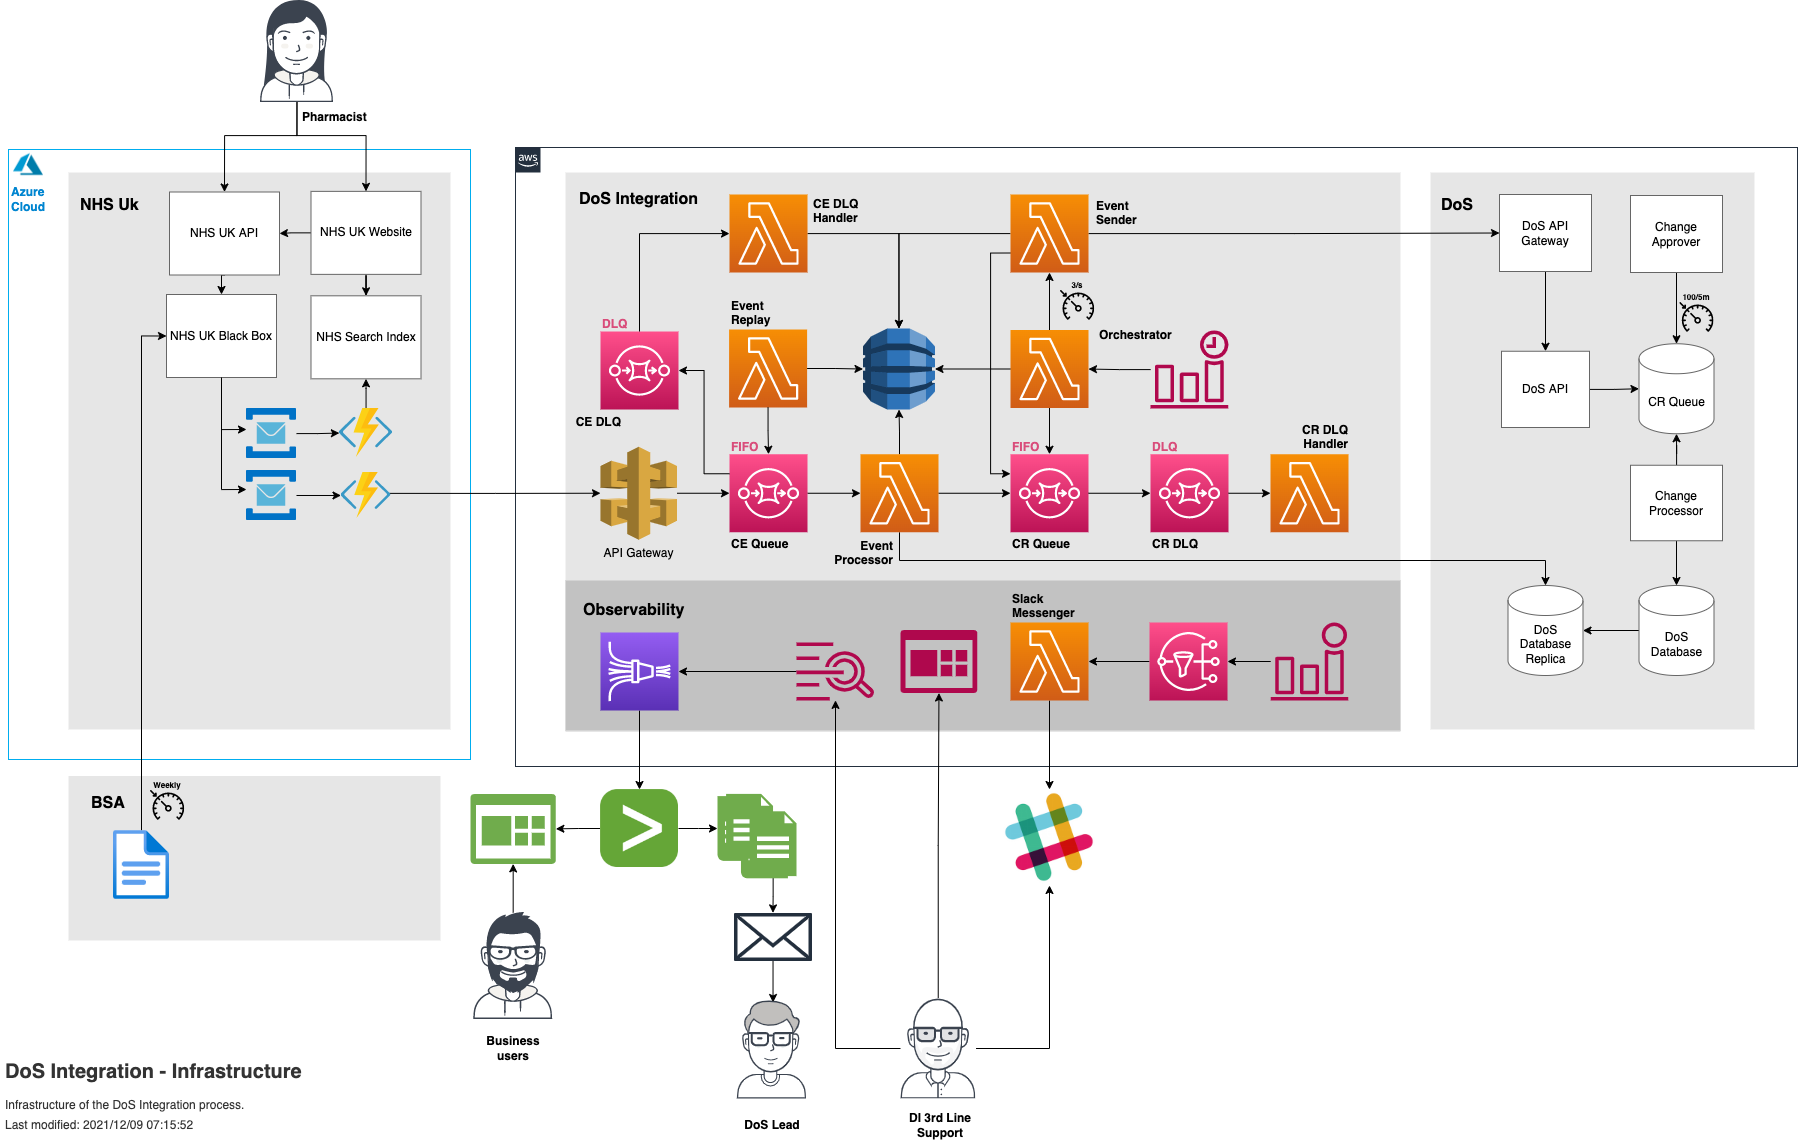 Pharmacist
Azure
Cloud
NHS Uk
NHS UK API
NHS UK Website
NHS UK Black Box
NHS Search Index
aws
DoS Integration
CE DLQ
Handler
Event
Sender
3/s
Event
Replay
Orchestrator
DLQ
CE DLQ
FIFO
FIFO
DLQ
CR DLQ
Handler
API Gateway
CE Queue
Event
Processor
CR Queue
CR DLQ
DoS
DoS API
Gateway
Change
Approver
100/5m
DoS API
CR Queue
Change
Processor
DoS
Database
Replica
DoS
Database
Observability
Slack
Messenger
BSA
Weekly
Business
users
DoS Lead
DI 3rd Line
Support
DoS Integration - Infrastructure
Infrastructure of the DoS Integration process.
Last modified: 2021/12/09 07:15:52